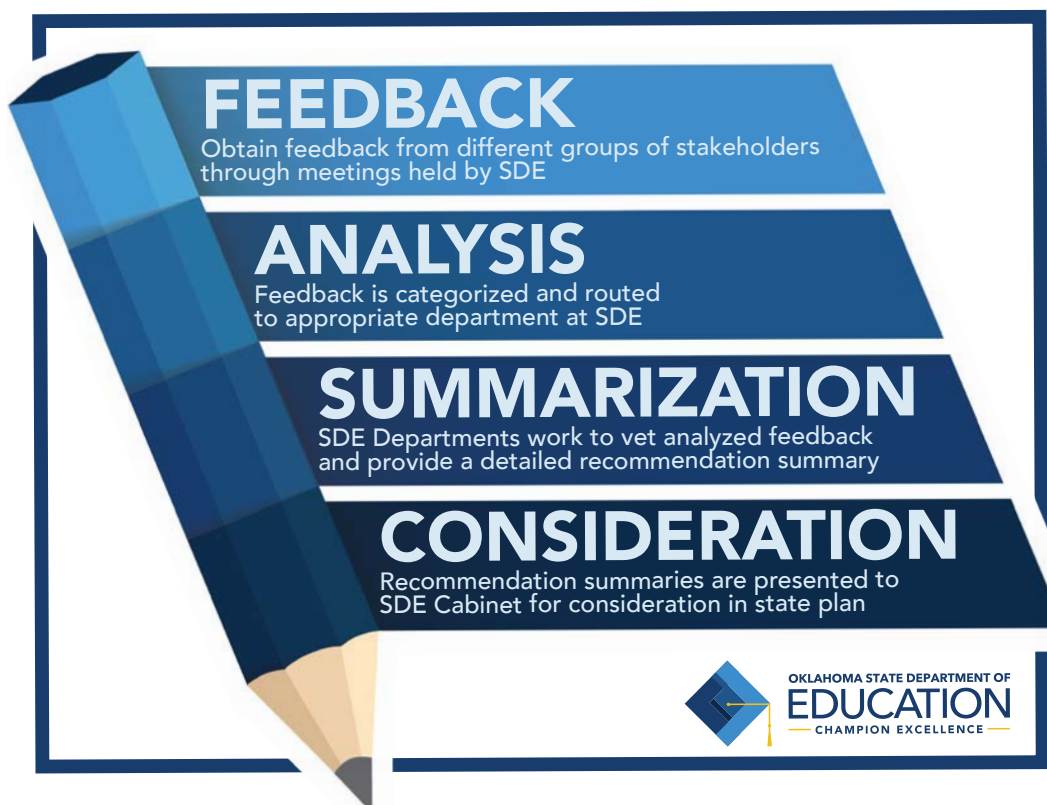 FEEDBACK
Obtain feedback from different groups of stakeholders
through meetings held by SDE
ANALYSIS
Feedback is categorized and routed
to appropriate department at SDE
SUMMARIZATION
SDE Departments work to vet analyzed feedback
and provide a detailed recommendation summary
CONSIDERATION
Recommendation summaries are presented to
SDE Cabinet for consideration in state plan
OKLAHOMA STATE DEPARTMENT OF
EDUCATION
CHAMPION EXCELLENCE